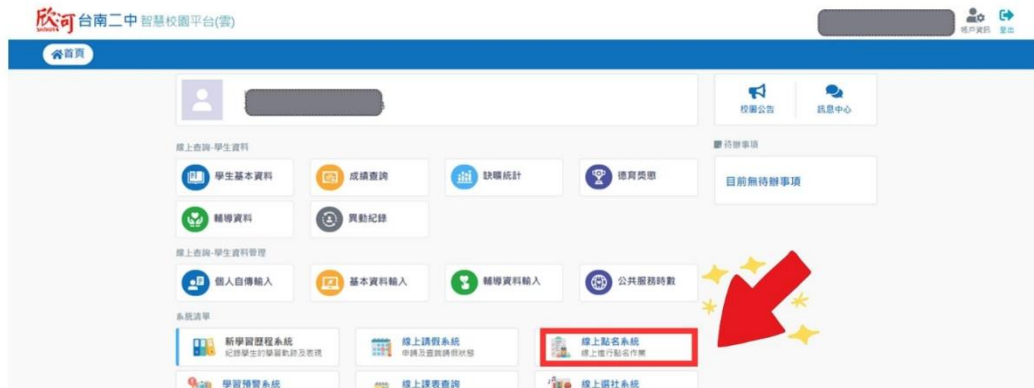 欣河 台南二中 智慧校園平台(雲)
帳戶資訊 登出
首頁
校園公告 訊息中心
線上查詢-學生資料
待辦事項
學生基本資料 成績查詢 缺曠統計 德育獎懲
目前無待辦事項
輔導資料 異動紀錄
線上查詢-學生資料管理
個人自傳輸入 基本資料輸入 輔導資料輸入 公共服務時數
系統清單
新學習歷程系統 線上請假系統 線上點名系統
紀錄學生的學習軌跡及表現 申請及查詢請假狀態 線上進行點名作業
學習預警系統 線上課表查詢 線上選社系統